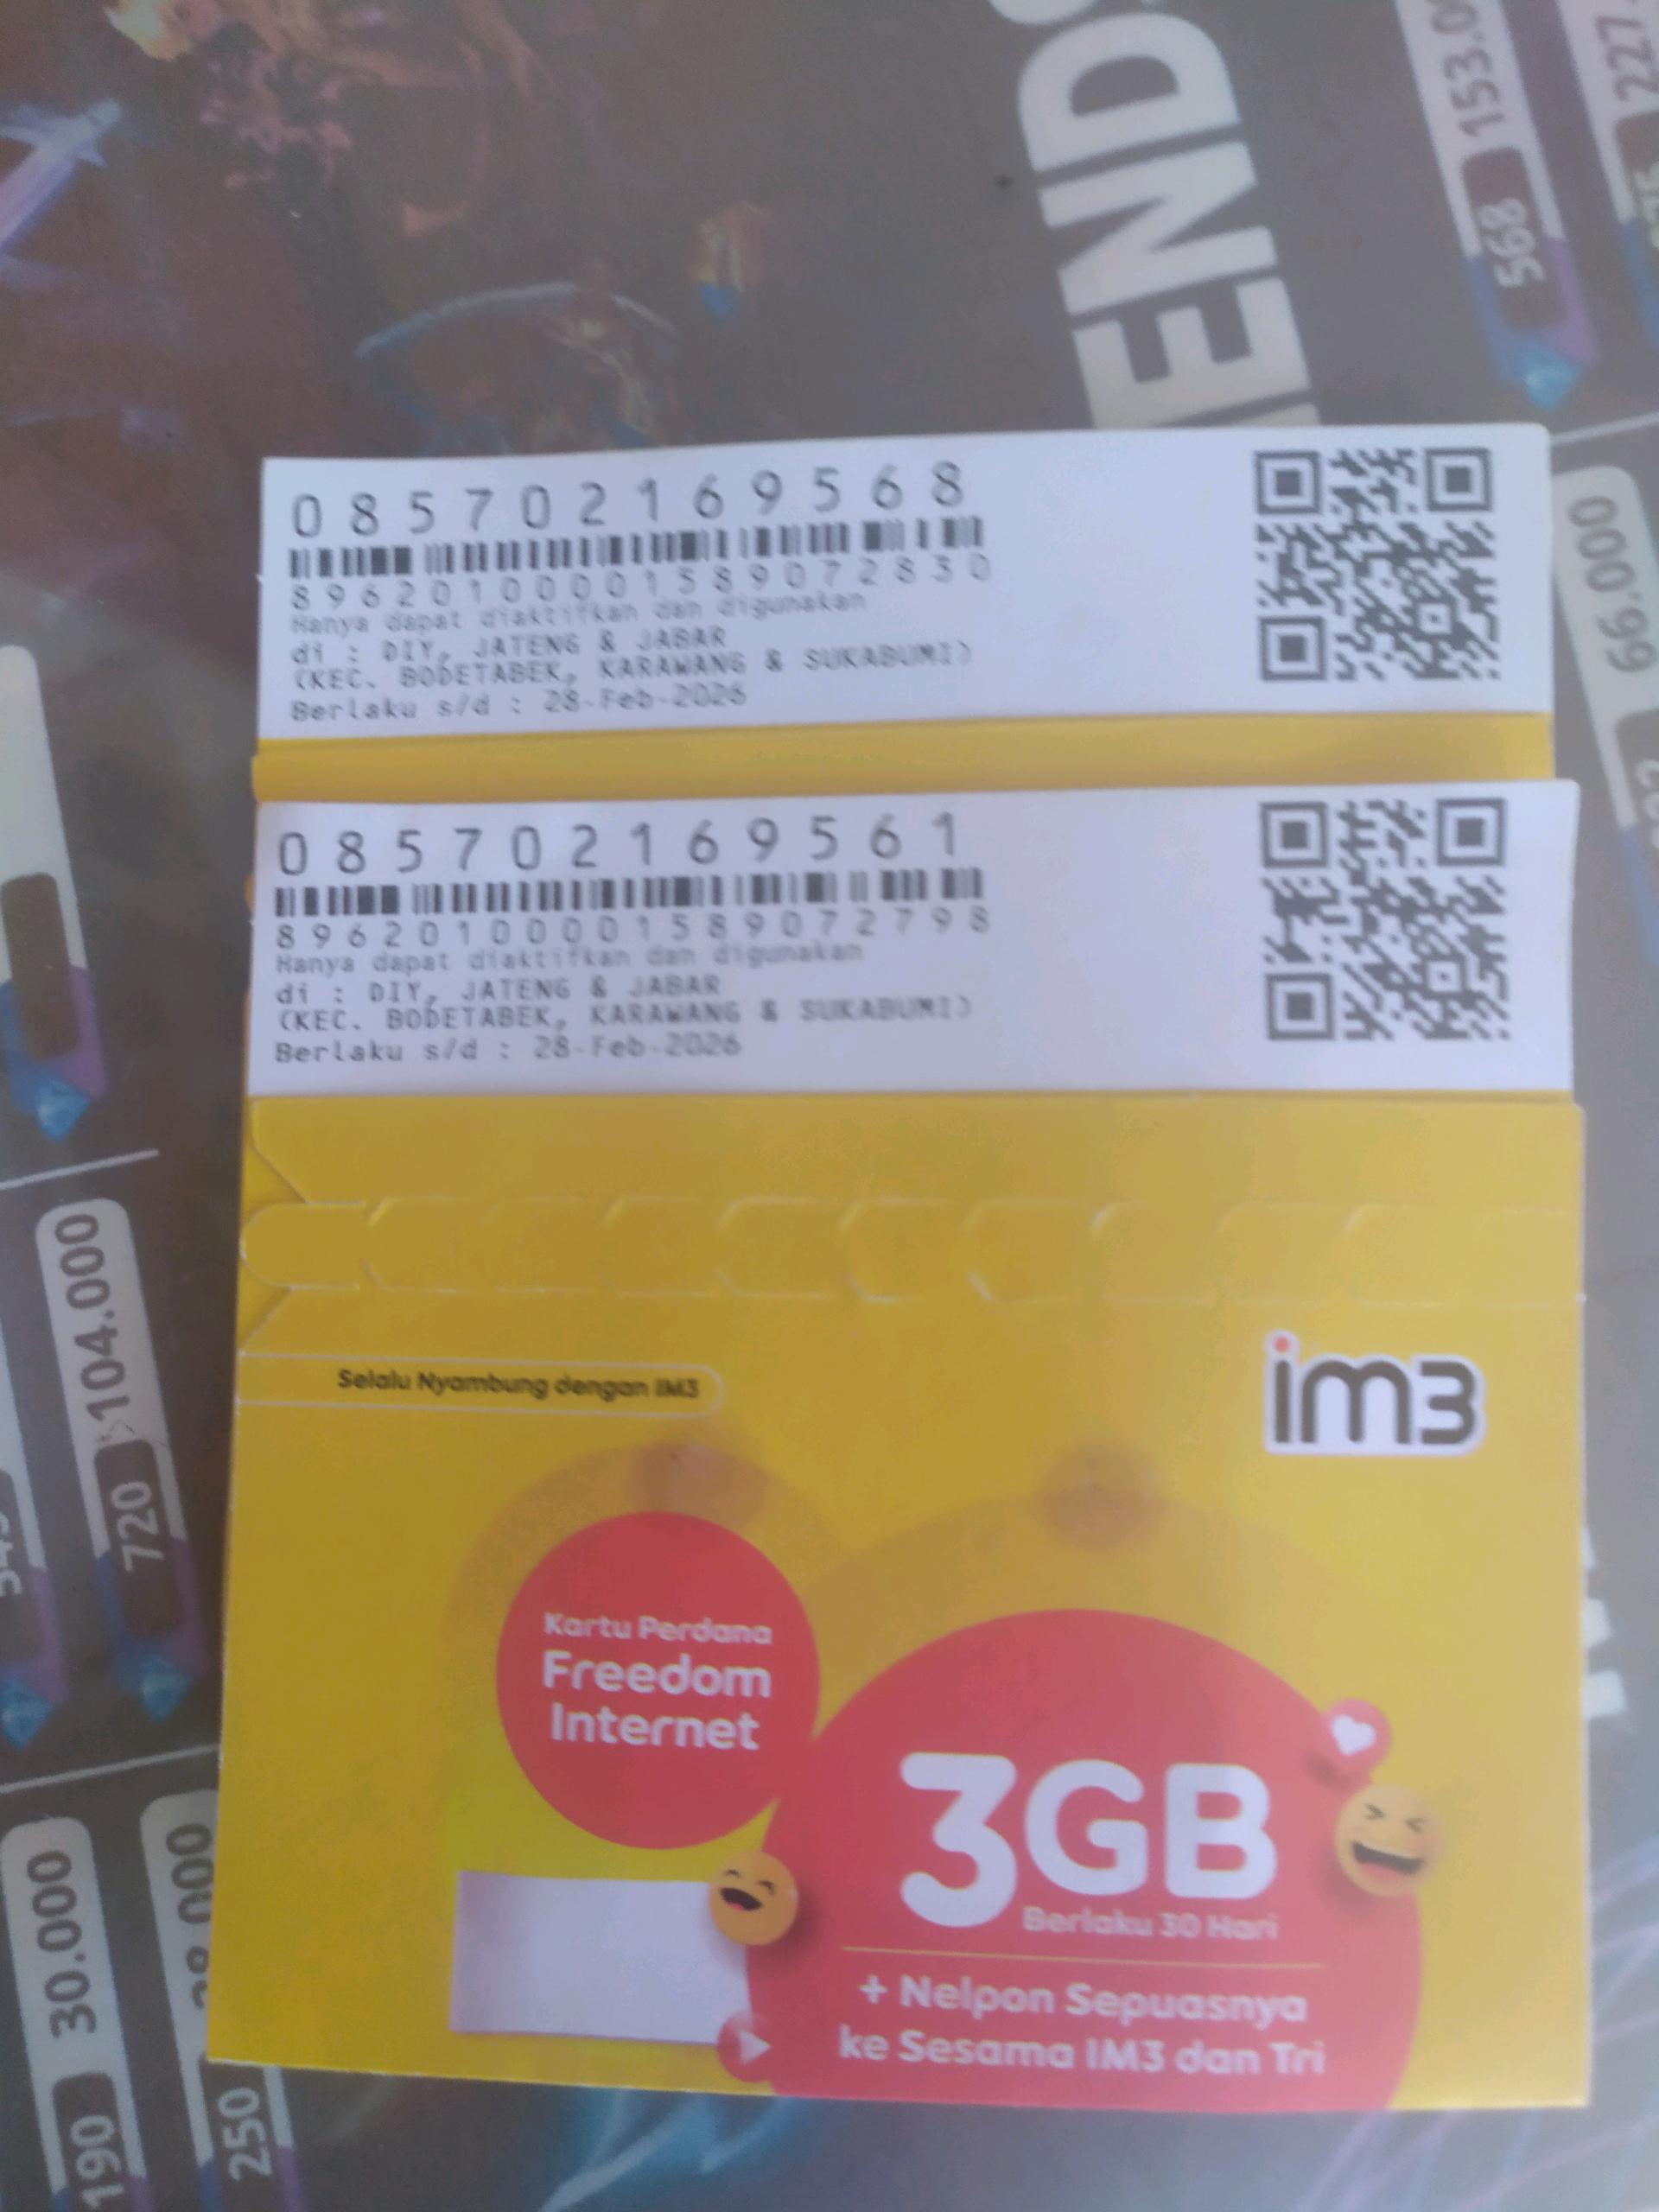 END
153.0
568
227
66.000
085702169568
89620100001589072830
Hanya dapat diaktifkan dan digunakan
di : DIY, JATENG & JABAR
(KEC. BODETABEK, KARAWANG & SUKABUMI)
Berlaku s/d : 28-Feb-2026
085702169561
89620100001589072798
Hanya dapat diaktifkan dan digunakan
di : DIY, JATENG & JABAR
(KEC. BODETABEK, KARAWANG & SUKABUMI)
Berlaku s/d : 28-Feb-2026
Selalu Nyambung dengan IM3
im3
Kartu Perdana
Freedom
Internet
3GB
Berlaku 30 Hari
+ Nelpon Sepuasnya
ke Sesama IM3 dan Tri
104.000
720
30.000
190
250